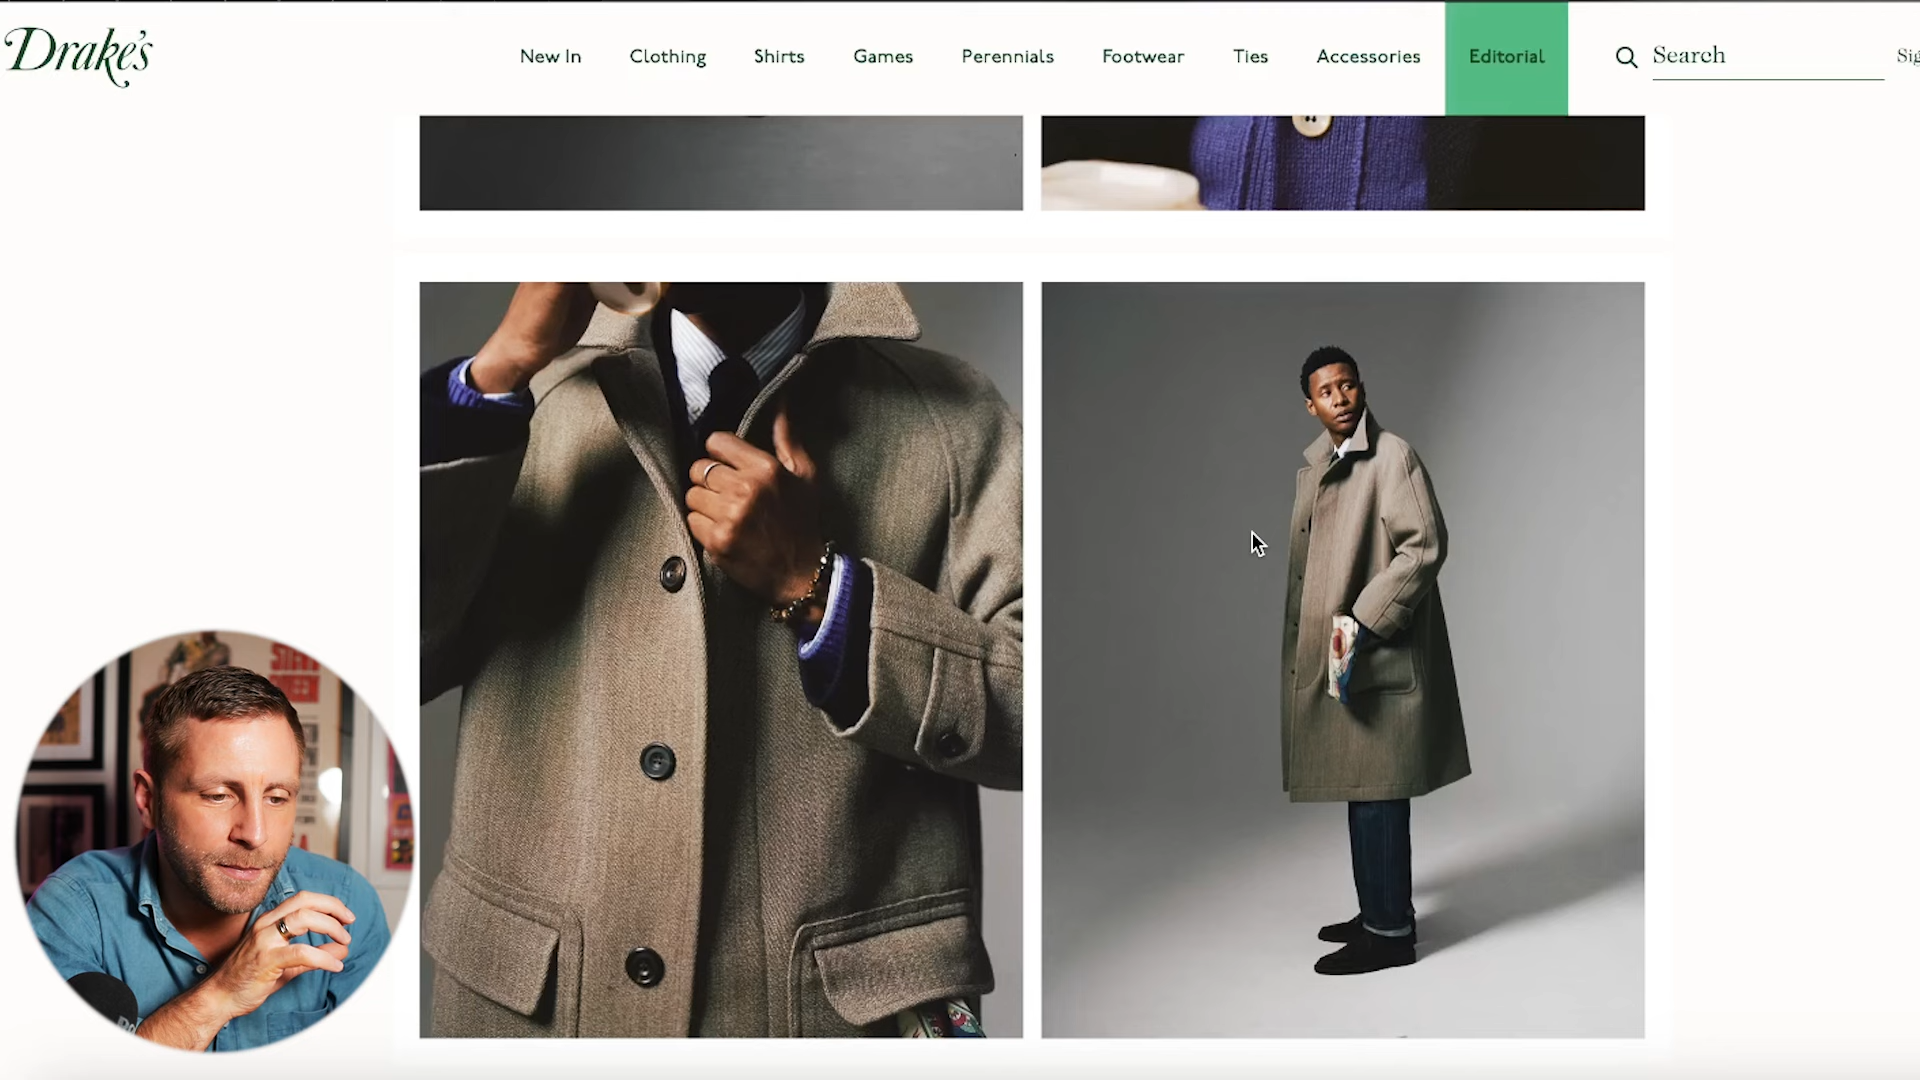 Drake's
New In
Clothing
Shirts
Games
Perennials
Footwear
Ties
Accessories
Editorial
Search